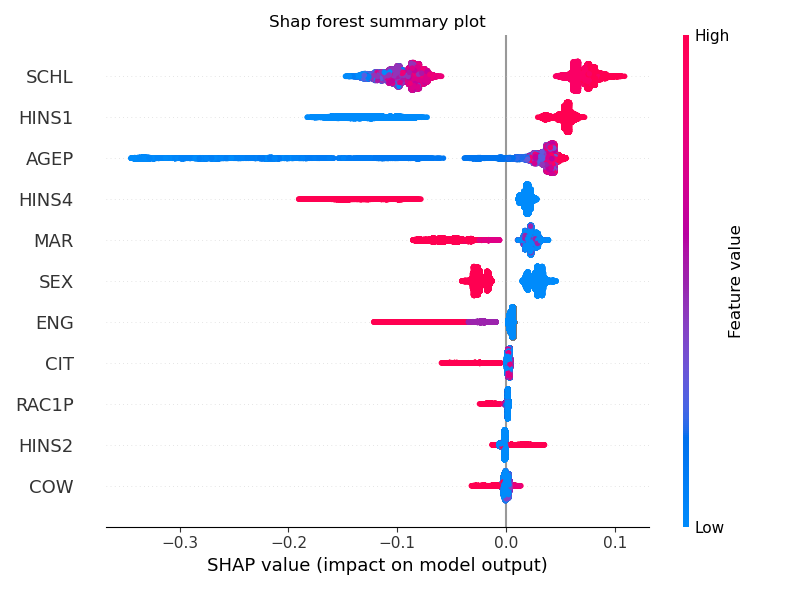 Shap forest summary plot
High
SCHL
HINS1
AGEP
HINS4
MAR
SEX
ENG
CIT
RAC1P
HINS2
COW
Feature value
Low
−0.3 −0.2 −0.1 0.0 0.1
SHAP value (impact on model output)